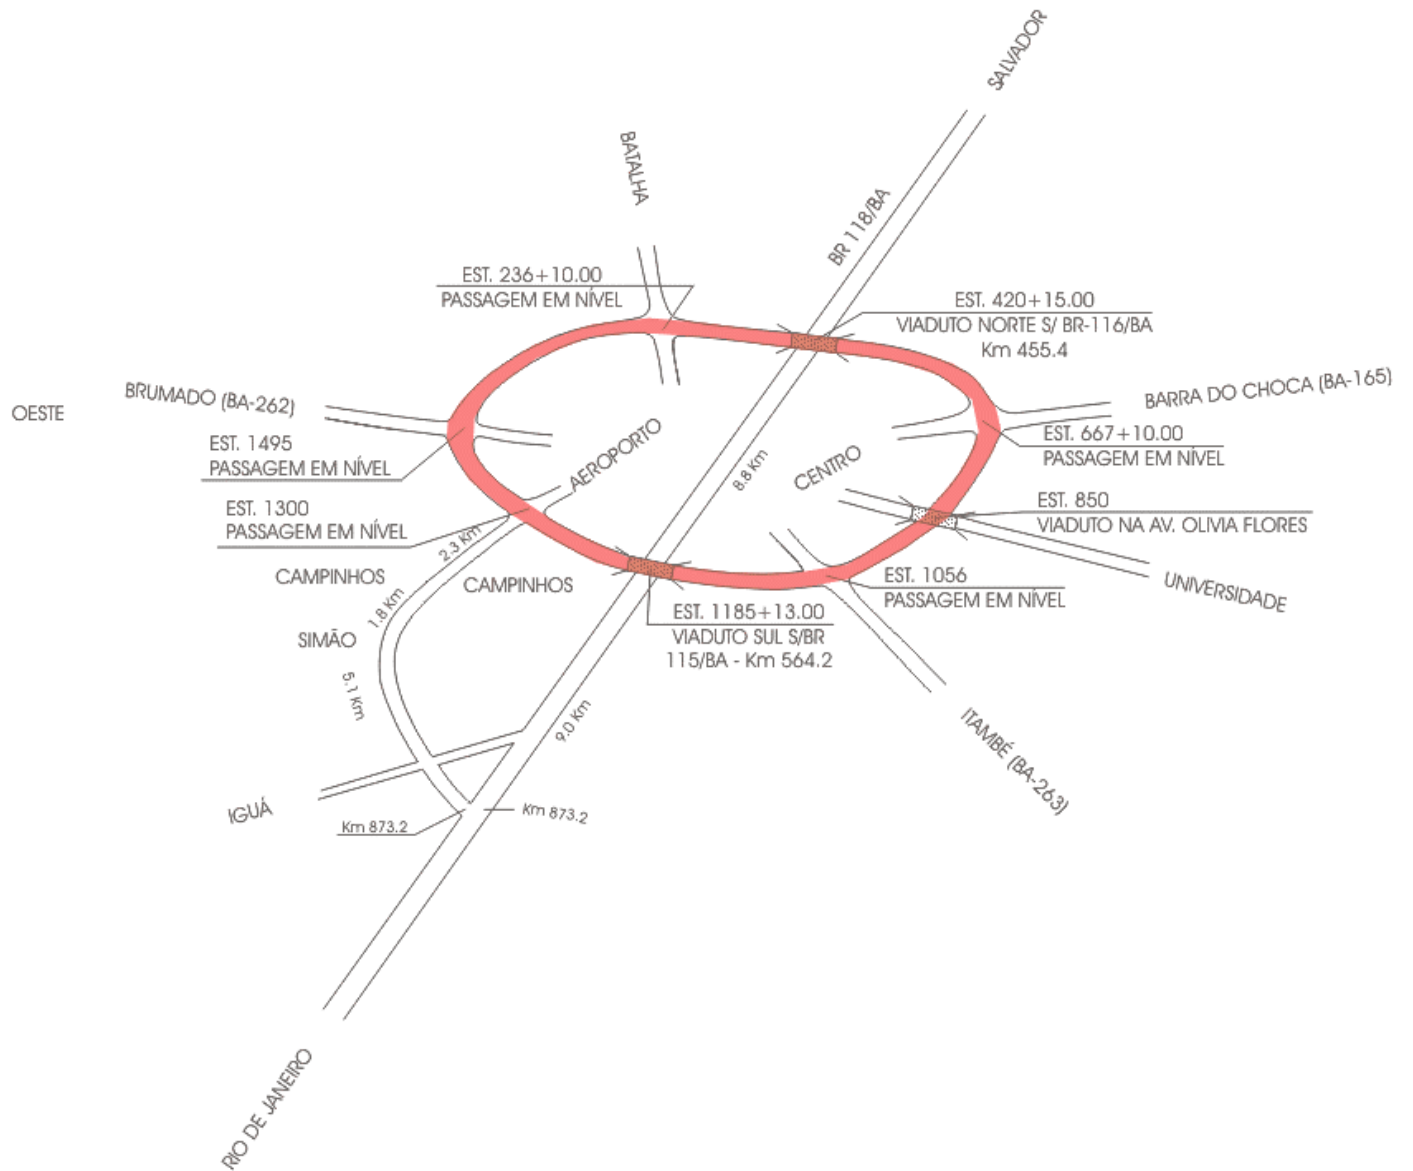 SALVADOR
BATALHA
BR 118/BA
EST. 236+10.00
PASSAGEM EM NÍVEL
EST. 420+15.00
VIADUTO NORTE S/ BR-116/BA
Km 455.4
BRUMADO (BA-262)
OESTE
BARRA DO CHOCA (BA-165)
EST. 1495
PASSAGEM EM NÍVEL
AEROPORTO
8.8 Km
CENTRO
EST. 667+10.00
PASSAGEM EM NÍVEL
EST. 1300
PASSAGEM EM NÍVEL
EST. 850
VIADUTO NA AV. OLIVIA FLORES
2.3 Km
CAMPINHOS
CAMPINHOS
EST. 1056
PASSAGEM EM NÍVEL
UNIVERSIDADE
1.8 Km
SIMÃO
EST. 1185+13.00
VIADUTO SUL S/BR
115/BA - Km 564.2
5.1 Km
9.0 Km
ITAMBÉ (BA-263)
IGUÁ
Km 873.2
Km 873.2
RIO DE JANEIRO